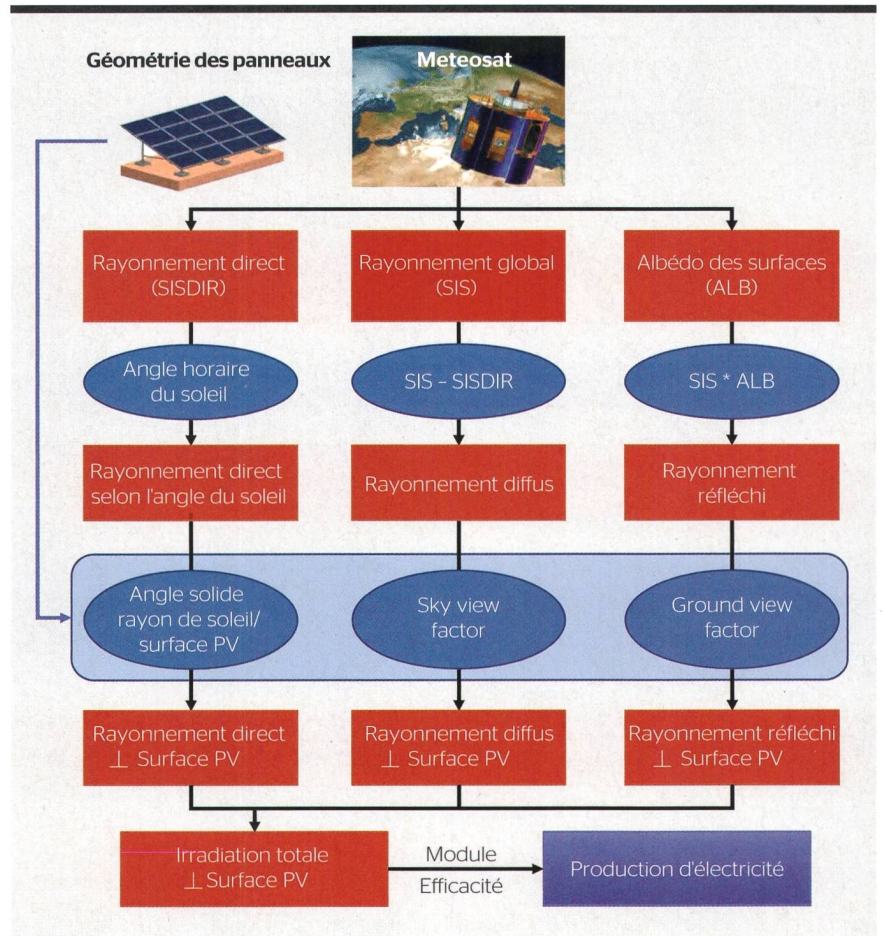 Géométrie des panneaux
Meteosat
Rayonnement direct
(SISDIR)
Rayonnement global
(SIS)
Albédo des surfaces
(ALB)
Angle horaire
du soleil
SIS – SISDIR
SIS * ALB
Rayonnement direct
selon l'angle du soleil
Rayonnement diffus
Rayonnement
réfléchi
Angle solide
rayon de soleil/
surface PV
Sky view
factor
Ground view
factor
Rayonnement direct
⊥ Surface PV
Rayonnement diffus
⊥ Surface PV
Rayonnement réfléchi
⊥ Surface PV
Irradiation totale
⊥ Surface PV
Module
Efficacité
Production d'électricité